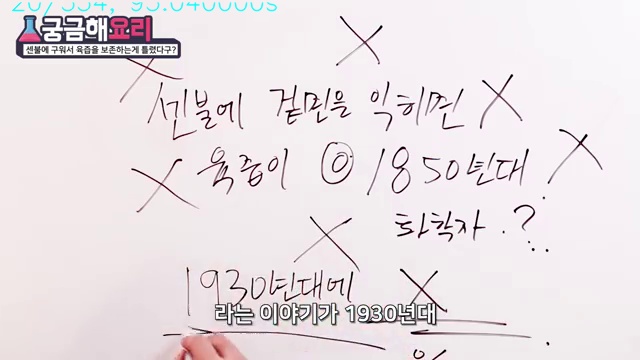 20/334, 93.040000s
궁금해요리
센불에 구워서 육즙을 보존하는게 틀렸다구?
센불에 겉면을 익히면
육즙이 ◎ 1850년대
화학자.?
1930년대에 X
라는 이야기가 1930년대